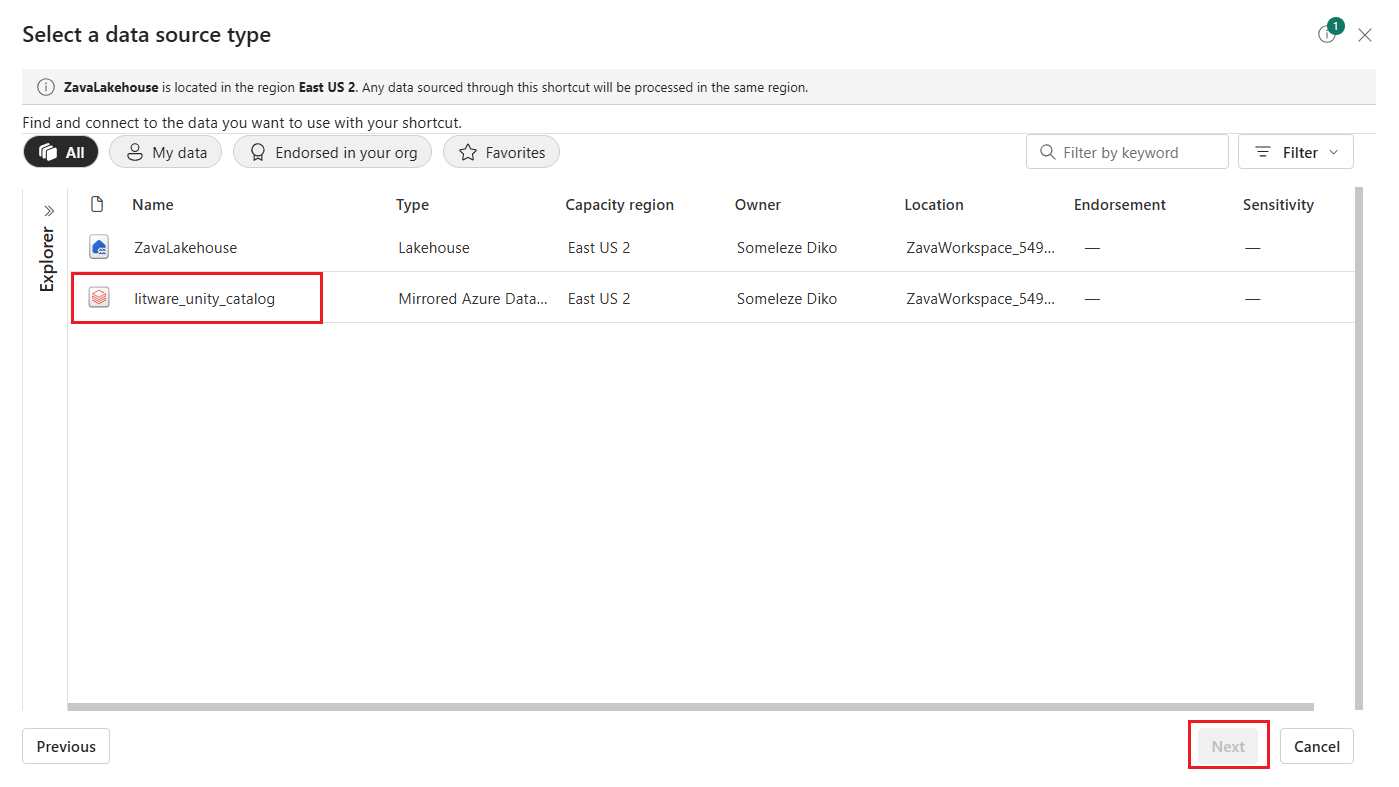 Select a data source type
1
ZavaLakehouse is located in the region East US 2. Any data sourced through this shortcut will be processed in the same region.
Find and connect to the data you want to use with your shortcut.
All My data Endorsed in your org Favorites Filter by keyword Filter
Explorer
Name Type Capacity region Owner Location Endorsement Sensitivity
ZavaLakehouse Lakehouse East US 2 Someleze Diko ZavaWorkspace_549... — —
litware_unity_catalog Mirrored Azure Data... East US 2 Someleze Diko ZavaWorkspace_549... — —
Previous Next Cancel